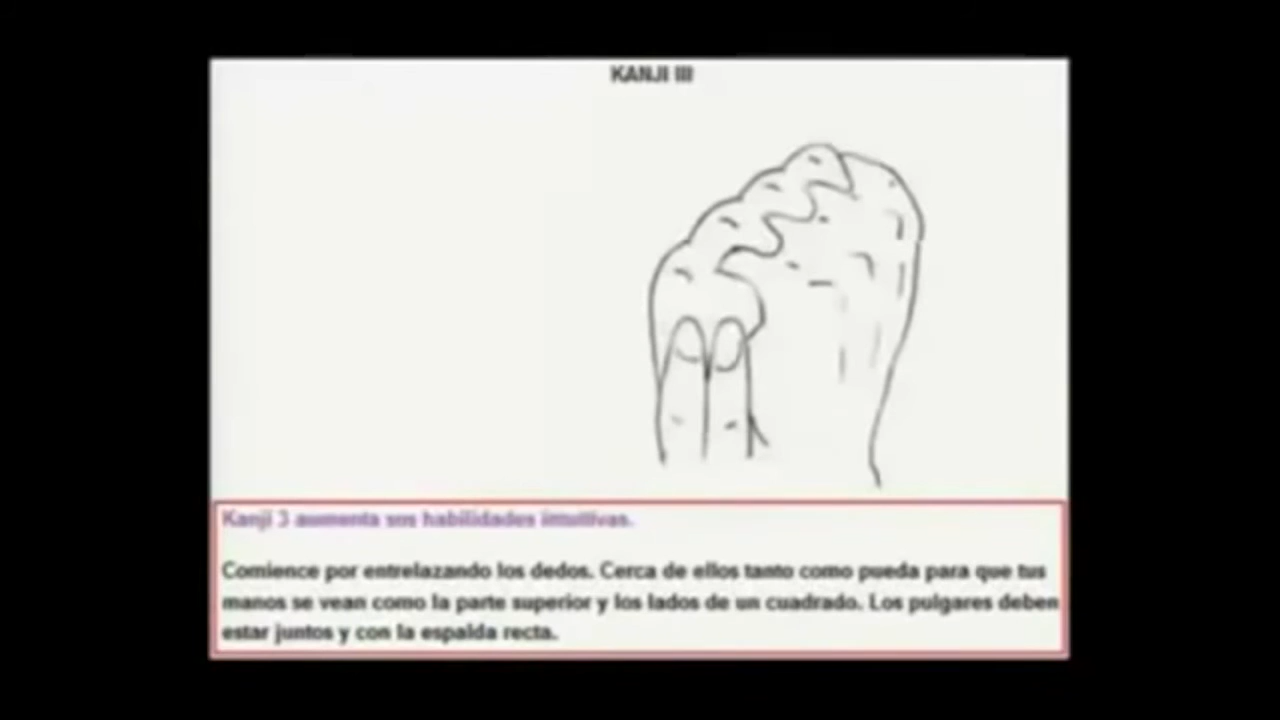 KANJI III
Kanji 3 aumenta sus habilidades intuitivas.
Comience por entrelazando los dedos. Cerca de ellos tanto como pueda para que tus
manos se vean como la parte superior y los lados de un cuadrado. Los pulgares deben
estar juntos y con la espalda recta.